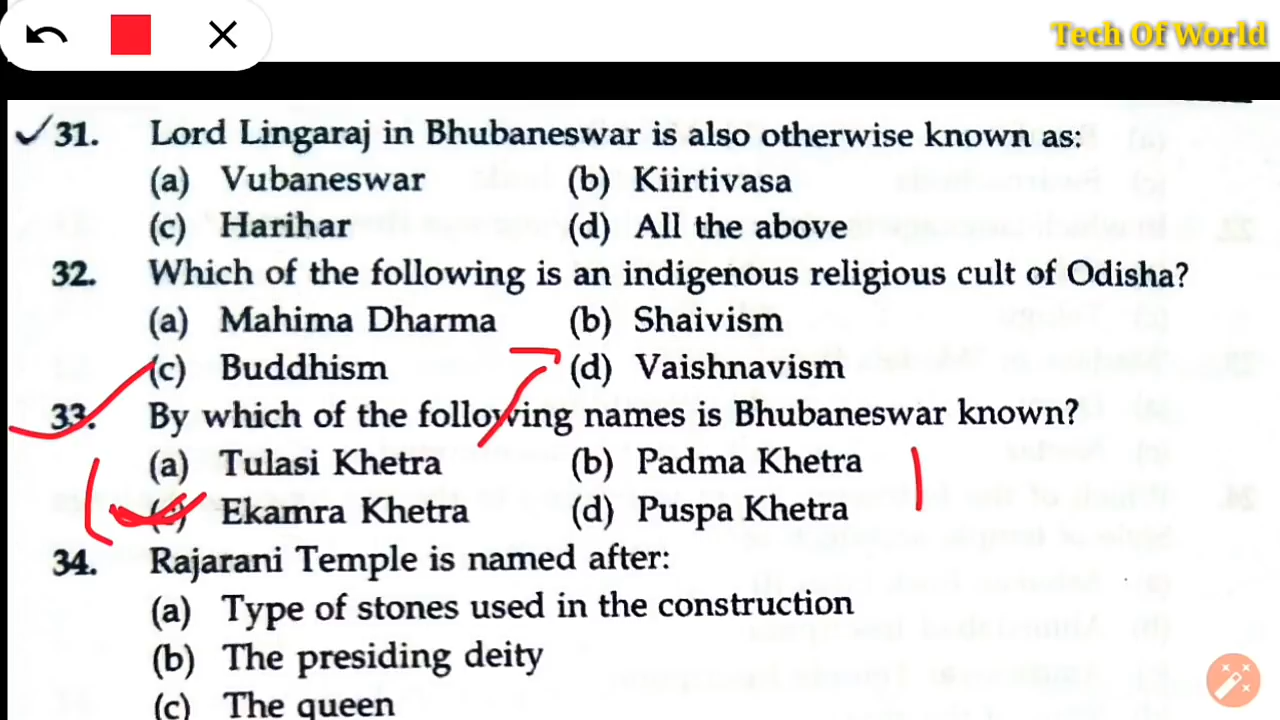 Tech Of World
31. Lord Lingaraj in Bhubaneswar is also otherwise known as:
(a) Vubaneswar (b) Kiirtivasa
(c) Harihar (d) All the above
32. Which of the following is an indigenous religious cult of Odisha?
(a) Mahima Dharma (b) Shaivism
(c) Buddhism (d) Vaishnavism
33. By which of the following names is Bhubaneswar known?
(a) Tulasi Khetra (b) Padma Khetra
(c) Ekamra Khetra (d) Puspa Khetra
34. Rajarani Temple is named after:
(a) Type of stones used in the construction
(b) The presiding deity
(c) The queen